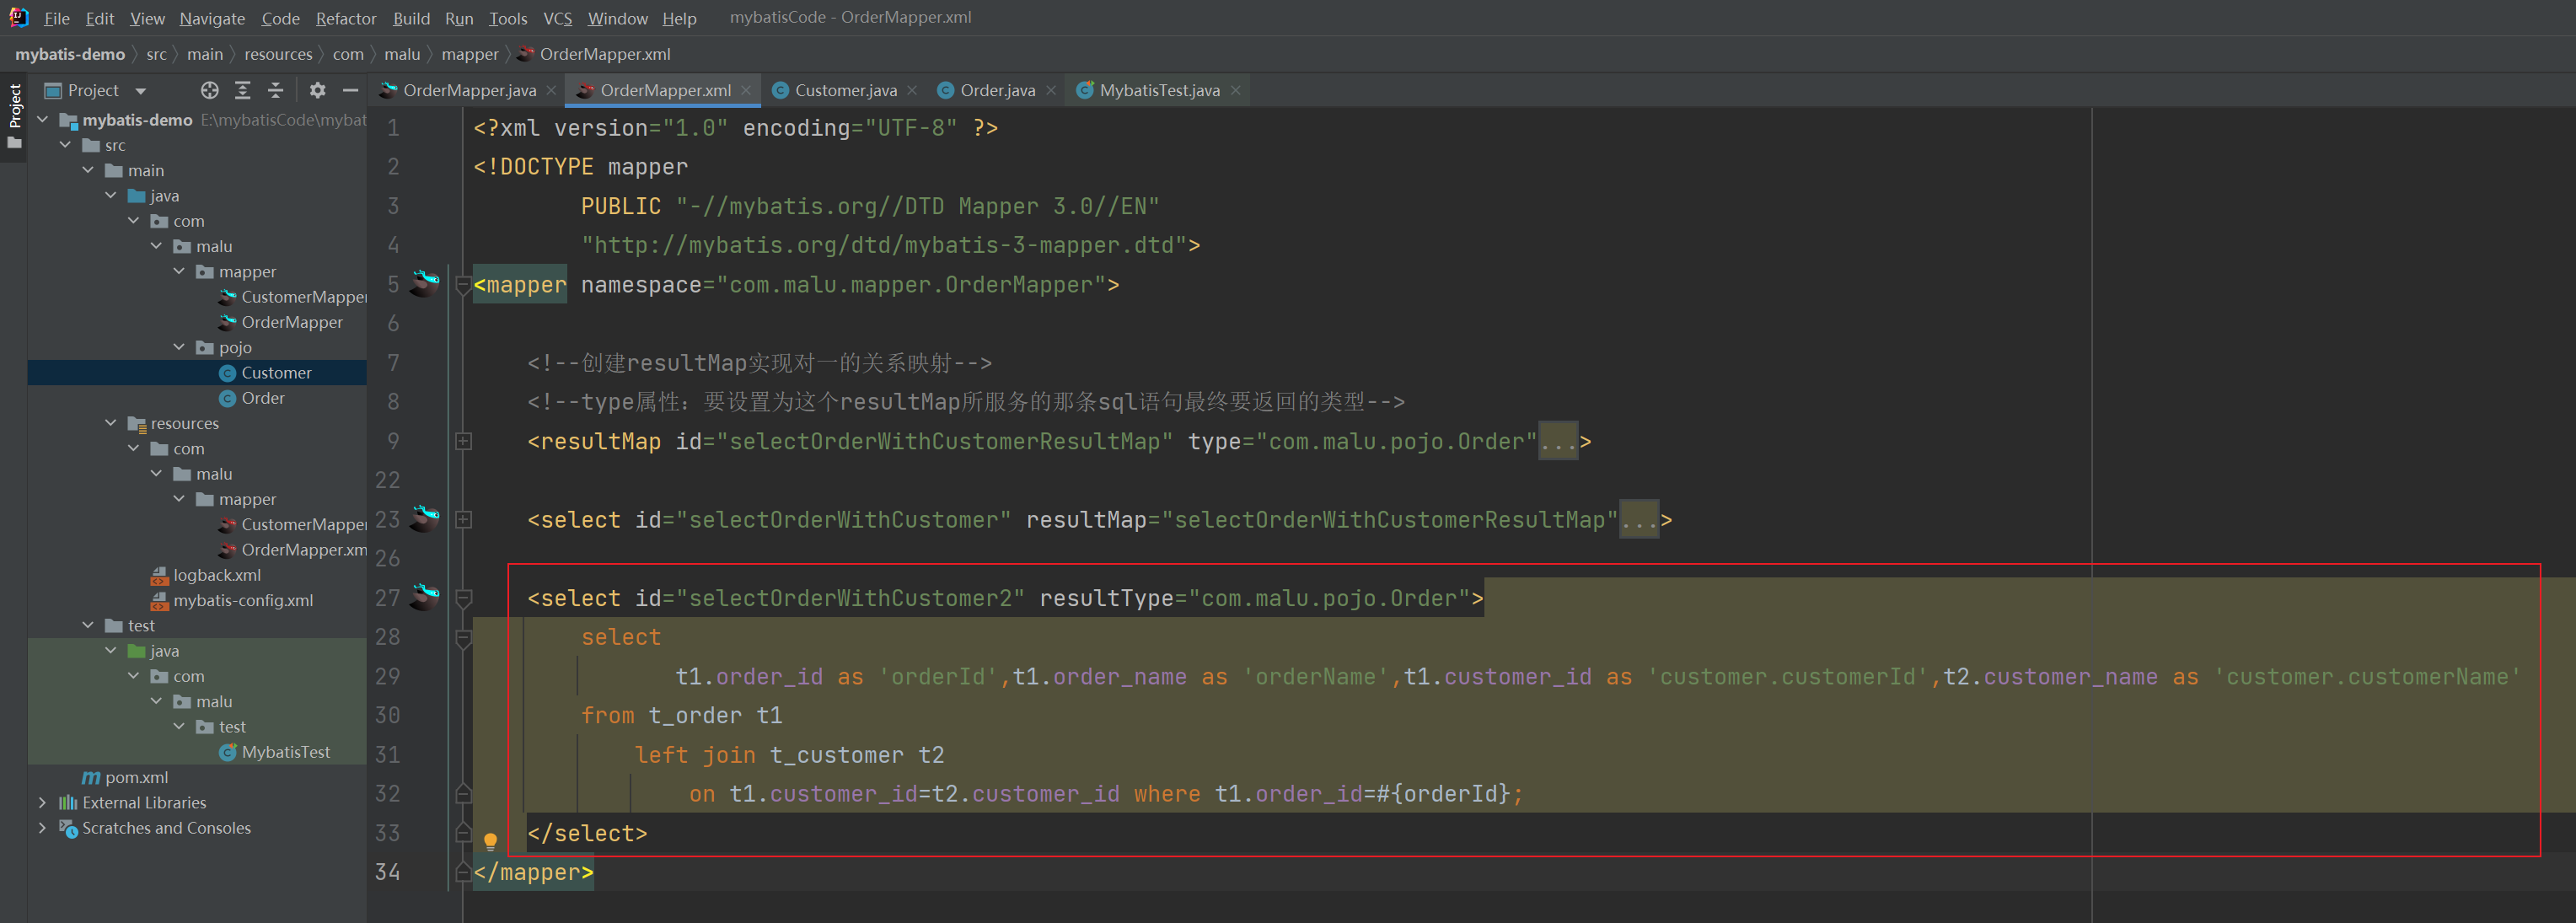 File Edit View Navigate Code Refactor Build Run Tools VCS Window Help mybatisCode - OrderMapper.xml
mybatis-demo src main resources com malu mapper OrderMapper.xml
Project
Project
mybatis-demo E:\mybatisCode\mybat
src
main
java
com
malu
mapper
CustomerMapper
OrderMapper
pojo
Customer
Order
resources
com
malu
mapper
CustomerMapper
OrderMapper.xm
logback.xml
mybatis-config.xml
test
java
com
malu
test
MybatisTest
pom.xml
External Libraries
Scratches and Consoles
OrderMapper.java OrderMapper.xml Customer.java Order.java MybatisTest.java
1 <?xml version="1.0" encoding="UTF-8" ?>
2 <!DOCTYPE mapper
3 PUBLIC "-//mybatis.org//DTD Mapper 3.0//EN"
4 "http://mybatis.org/dtd/mybatis-3-mapper.dtd">
5 <mapper namespace="com.malu.mapper.OrderMapper">
6
7 <!--创建resultMap实现对一的关系映射-->
8 <!--type属性：要设置为这个resultMap所服务的那条sql语句最终要返回的类型-->
9 <resultMap id="selectOrderWithCustomerResultMap" type="com.malu.pojo.Order"...>
22
23 <select id="selectOrderWithCustomer" resultMap="selectOrderWithCustomerResultMap"...>
26
27 <select id="selectOrderWithCustomer2" resultType="com.malu.pojo.Order">
28 select
29 t1.order_id as 'orderId',t1.order_name as 'orderName',t1.customer_id as 'customer.customerId',t2.customer_name as 'customer.customerName'
30 from t_order t1
31 left join t_customer t2
32 on t1.customer_id=t2.customer_id where t1.order_id=#{orderId};
33 </select>
34 </mapper>